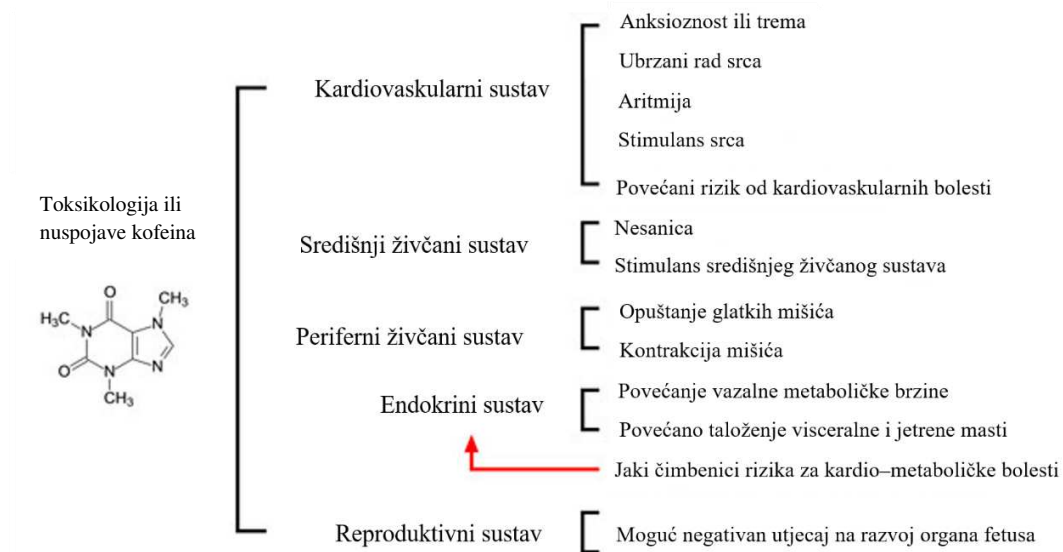 Toksikologija ili
nuspojave kofeina
O
CH₃
H₃C
N
N
O
N
N
CH₃
Kardiovaskularni sustav
Anksioznost ili trema
Ubrzani rad srca
Aritmija
Stimulans srca
Povećani rizik od kardiovaskularnih bolesti
Središnji živčani sustav
Nesanica
Stimulans središnjeg živčanog sustava
Periferni živčani sustav
Opuštanje glatkih mišića
Kontrakcija mišića
Endokrini sustav
Povećanje vazalne metaboličke brzine
Povećano taloženje visceralne i jetrene masti
Jaki čimbenici rizika za kardio–metaboličke bolesti
Reproduktivni sustav
Moguć negativan utjecaj na razvoj organa fetusa